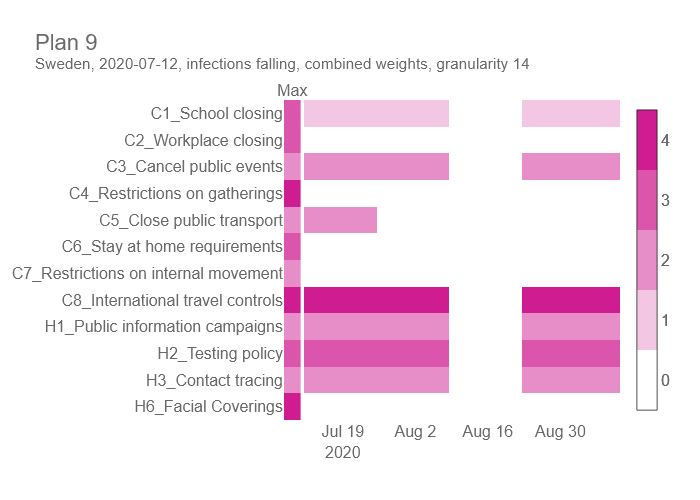 Plan 9
Sweden, 2020-07-12, infections falling, combined weights, granularity 14
Max
C1_School closing
C2_Workplace closing
C3_Cancel public events
C4_Restrictions on gatherings
C5_Close public transport
C6_Stay at home requirements
C7_Restrictions on internal movement
C8_International travel controls
H1_Public information campaigns
H2_Testing policy
H3_Contact tracing
H6_Facial Coverings
4
3
2
1
0
Jul 19 Aug 2 Aug 16 Aug 30
2020